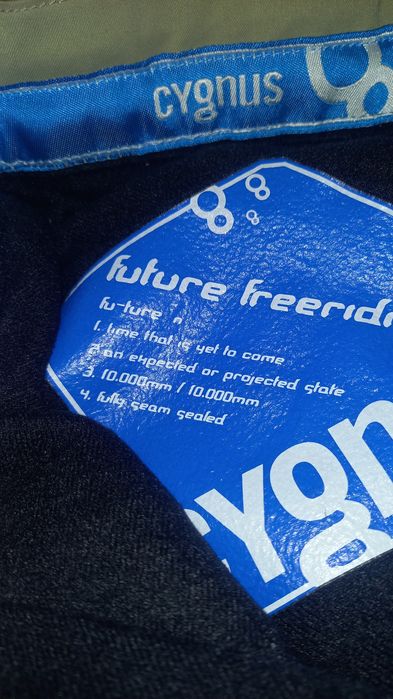 cygnus
future freeridi
fu-ture n
1. time that is yet to come
2. an expected or projected state
3. 10.000mm / 10.000mm
4. fully seam sealed
cygn